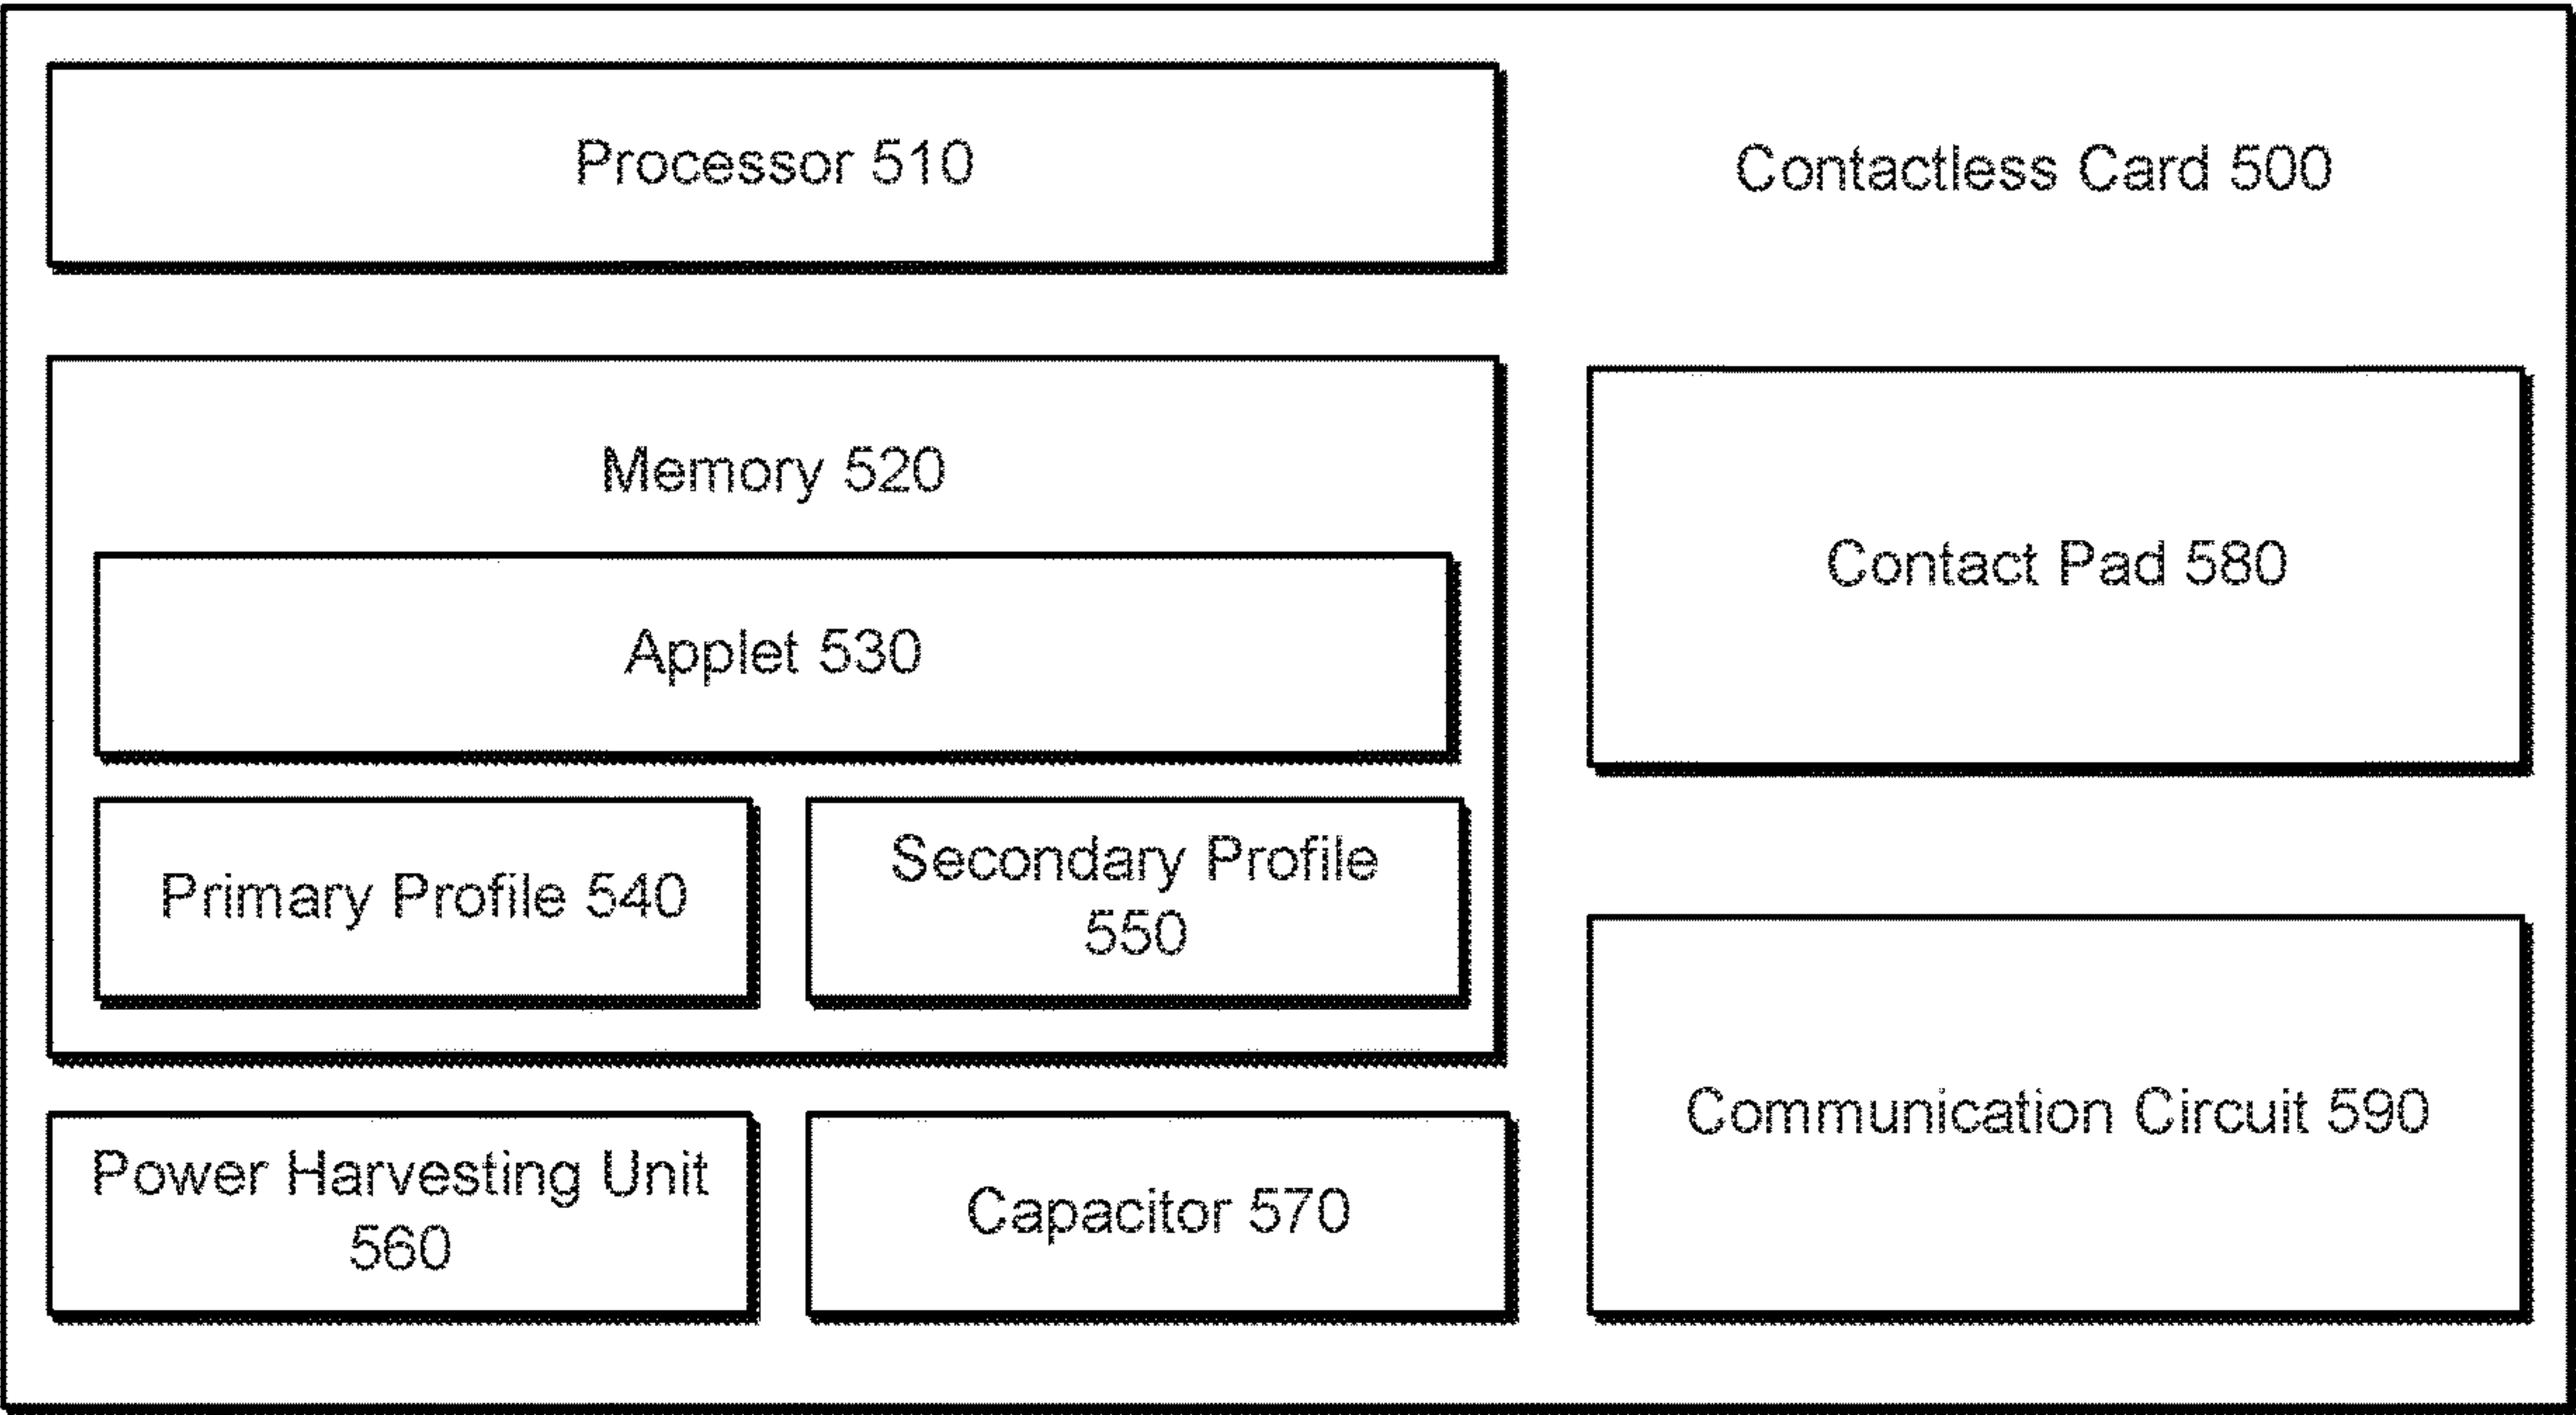 Processor 510
Contactless Card 500
Memory 520
Applet 530
Primary Profile 540
Secondary Profile
550
Power Harvesting Unit
560
Capacitor 570
Contact Pad 580
Communication Circuit 590